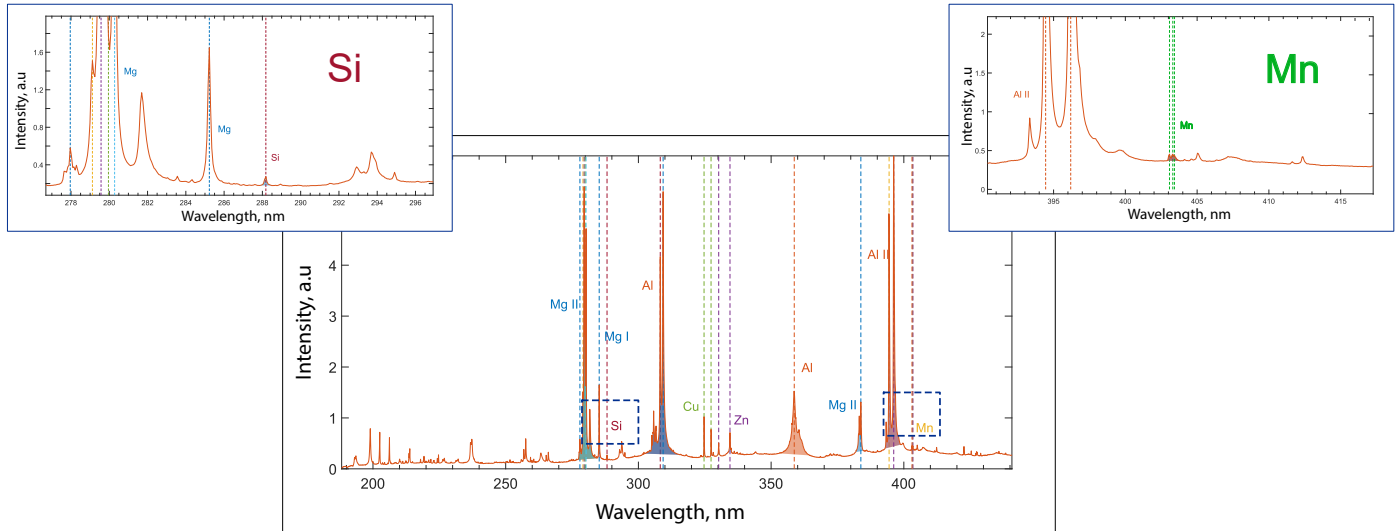 Si
Intensity, a.u
1.6
1.2
0.8
0.4
Mg
Mg
Si
278 280 282 284 286 288 290 292 294 296
Wavelength, nm
Mn
Intensity, a.u
2
1.5
1
0.5
0
Al II
Mn
395 400 405 410 415
Wavelength, nm
Intensity, a.u
4
3
2
1
0
Mg II
Mg I
Si
Al
Cu
Zn
Al
Mg II
Al II
Mn
200 250 300 350 400
Wavelength, nm